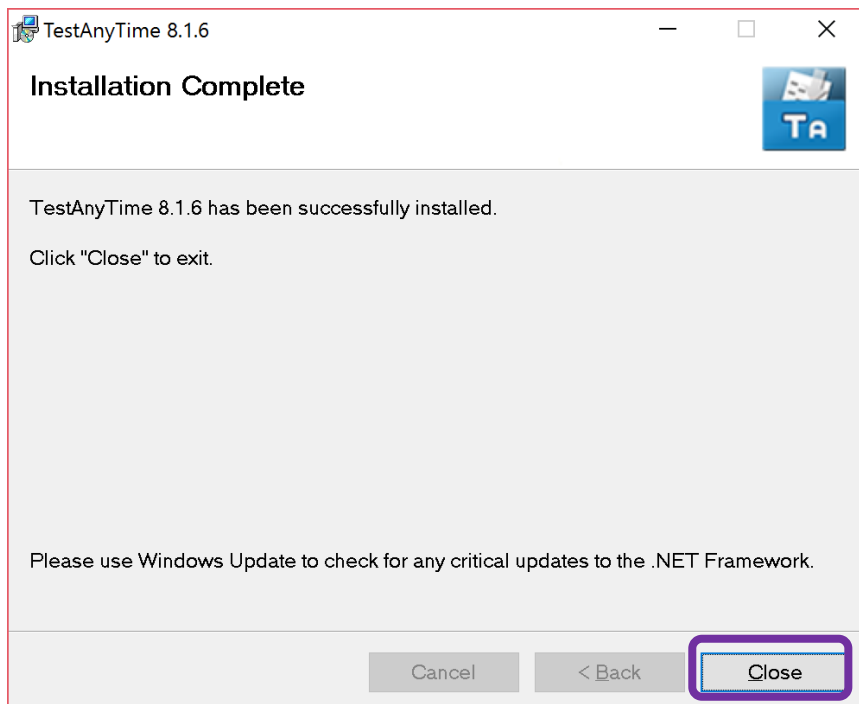 TestAnyTime 8.1.6
Installation Complete
TA
TestAnyTime 8.1.6 has been successfully installed.
Click "Close" to exit.
Please use Windows Update to check for any critical updates to the .NET Framework.
Cancel
< Back
Close